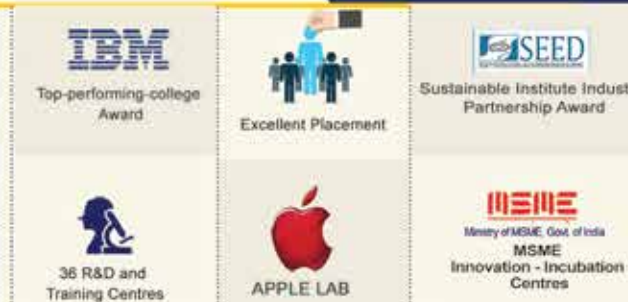 IBM
Top-performing-college
Award
Excellent Placement
SEED
Sustainable Institute Indust
Partnership Award
36 R&D and
Training Centres
APPLE LAB
MSME
Ministry of MSME, Govt. of India
MSME
Innovation - Incubation
Centres